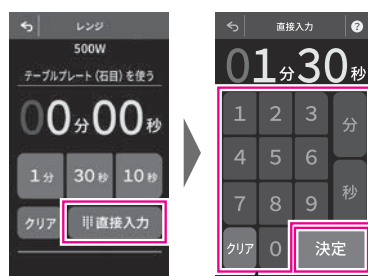 レンジ
500W
テーブルプレート（石目）を使う
00分00秒
1分 30秒 10秒
クリア 直接入力
直接入力 ?
01分30秒
1 2 3 分
4 5 6
7 8 9 秒
クリア 0 決定